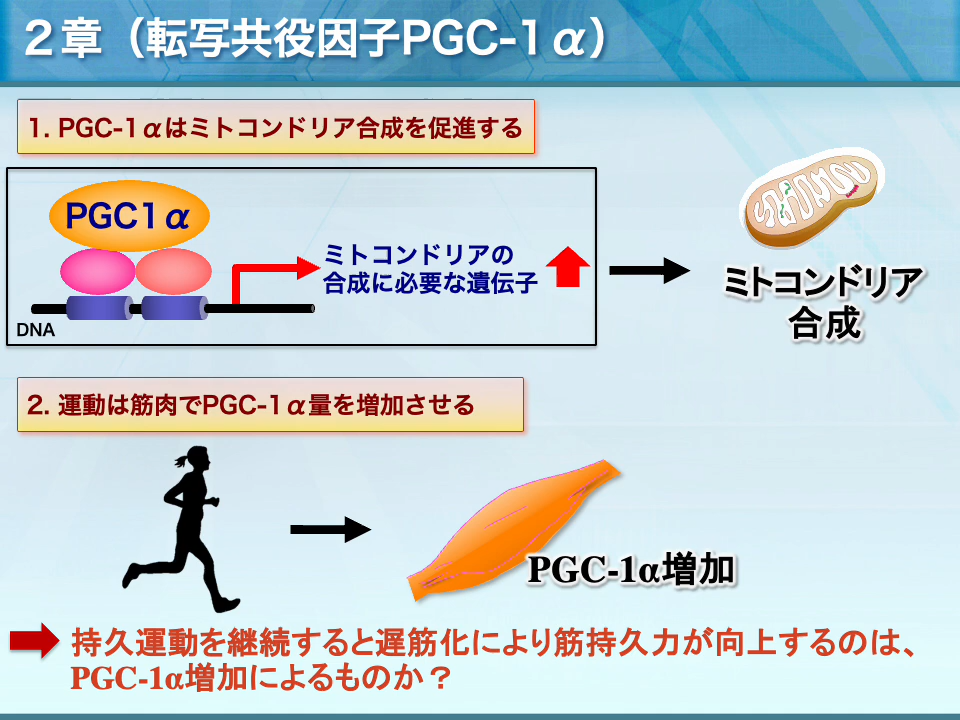 ２章（転写共役因子PGC-1α）
1. PGC-1αはミトコンドリア合成を促進する
PGC1α
ミトコンドリアの
合成に必要な遺伝子
DNA
ミトコンドリア
合成
2. 運動は筋肉でPGC-1α量を増加させる
PGC-1α増加
持久運動を継続すると遅筋化により筋持久力が向上するのは、
PGC-1α増加によるものか？